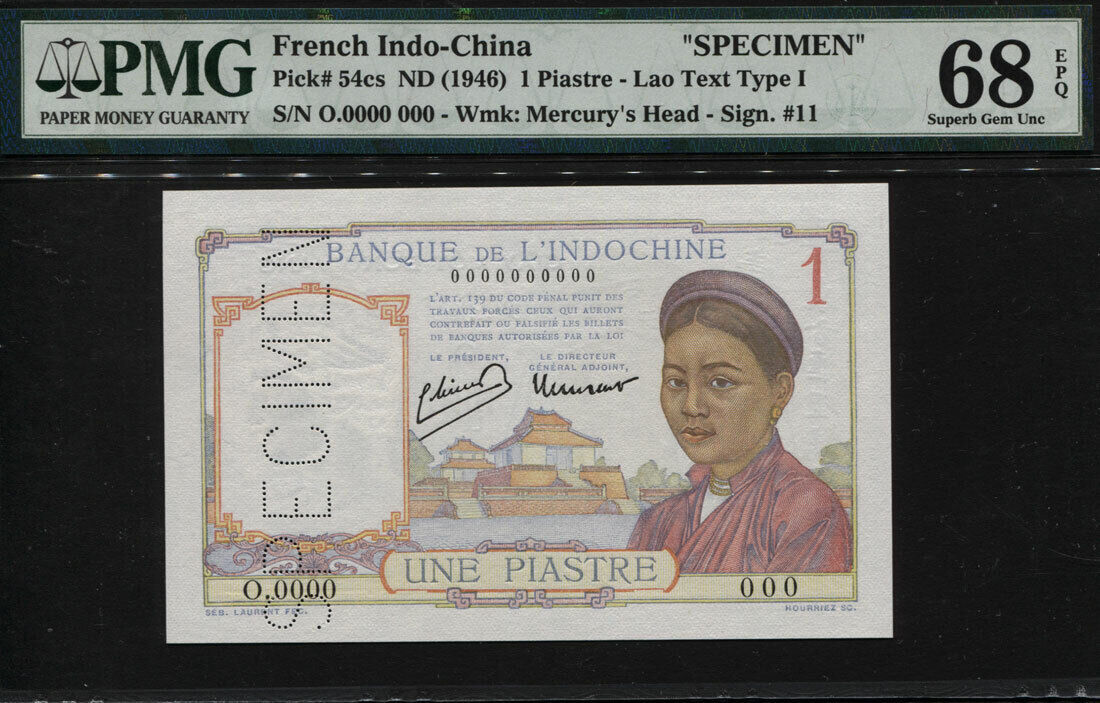 PMG
PAPER MONEY GUARANTY
French Indo-China "SPECIMEN"
Pick# 54cs ND (1946) 1 Piastre - Lao Text Type I
S/N O.0000 000 - Wmk: Mercury's Head - Sign. #11
68
EPQ
Superb Gem Unc
BANQUE DE L'INDOCHINE
1
0000000000
L'ART. 139 DU CODE PÉNAL PUNIT DES
TRAVAUX FORCÉS CEUX QUI AURONT
CONTREFAIT OU FALSIFIÉ LES BILLETS
DE BANQUES AUTORISÉES PAR LA LOI
LE PRÉSIDENT,
LE DIRECTEUR
GÉNÉRAL ADJOINT,
SPECIMEN
UNE PIASTRE
O.0000
000
SÉB. LAURENT FEC.
HOURRIEZ SC.